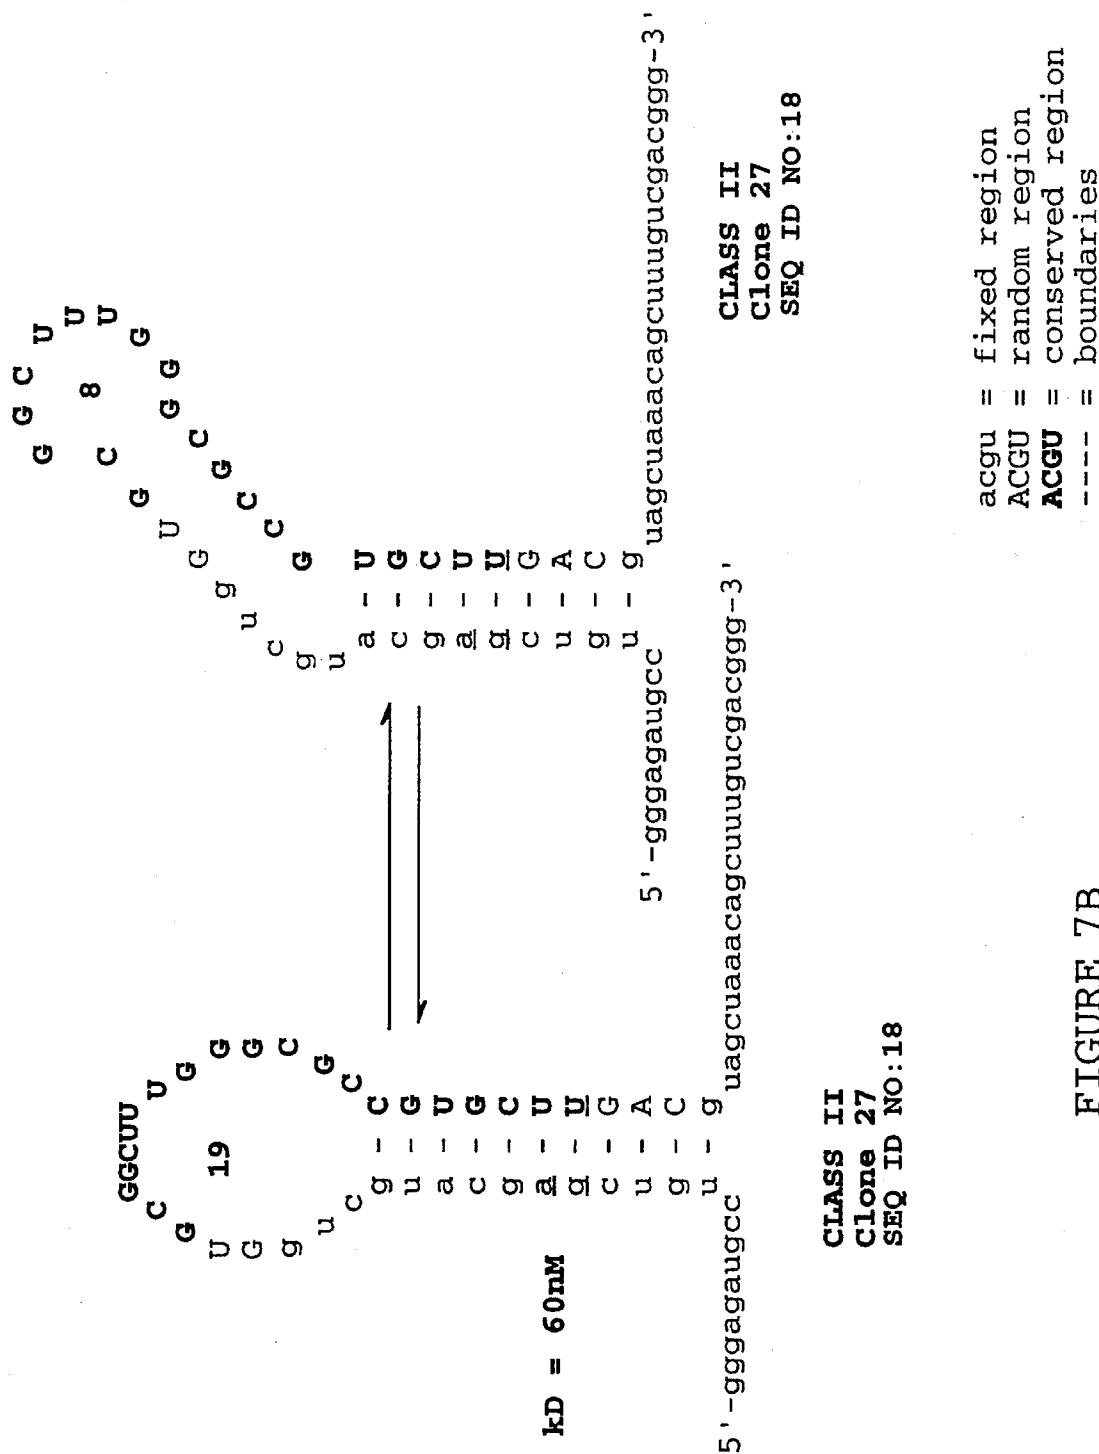 GGCUU
C U
G G
19
U G
G G
g C
u G
c C
g - C
u - G
a - U
c - G
g - C
a - U
g - U
c - G
u - A
g - C
u - g
5'-gggagaugcc uagcuaaacagcuuugucgacggg-3'
kD = 60nM
CLASS II
Clone 27
SEQ ID NO:18
G G C
G U
8 U
C U
G G
U G
G G
g C
u G
c C
g C
u G
a - U
c - G
g - C
a - U
g - U
c - G
u - A
g - C
u - g
5'-gggagaugcc uagcuaaacagcuuugucgacggg-3'
CLASS II
Clone 27
SEQ ID NO:18
acgu = fixed region
ACGU = random region
ACGU = conserved region
---- = boundaries
FIGURE 7B